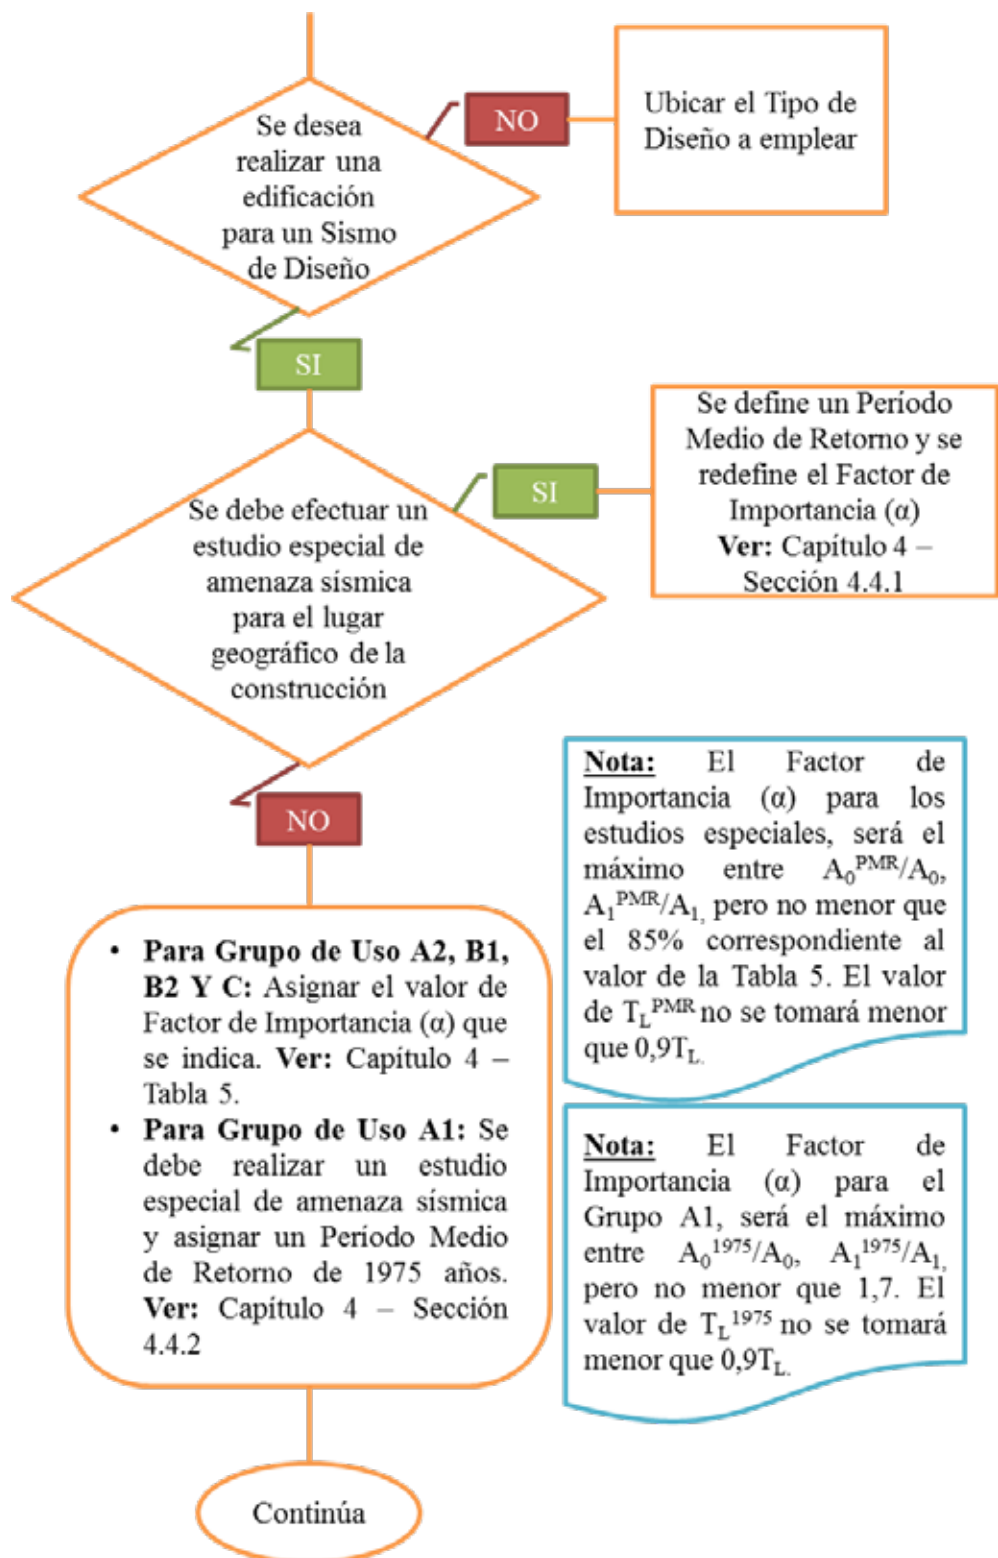 Se desea
realizar una
edificación
para un Sismo
de Diseño
NO
Ubicar el Tipo de
Diseño a emplear
SI
Se debe efectuar un
estudio especial de
amenaza sísmica
para el lugar
geográfico de la
construcción
SI
Se define un Período
Medio de Retorno y se
redefine el Factor de
Importancia (α)
Ver: Capítulo 4 –
Sección 4.4.1
NO
• Para Grupo de Uso A2, B1,
B2 Y C: Asignar el valor de
Factor de Importancia (α) que
se indica. Ver: Capítulo 4 –
Tabla 5.
• Para Grupo de Uso A1: Se
debe realizar un estudio
especial de amenaza sísmica
y asignar un Período Medio
de Retorno de 1975 años.
Ver: Capítulo 4 – Sección
4.4.2
Nota: El Factor de
Importancia (α) para los
estudios especiales, será el
máximo entre A₀ᴾᴹᴿ/A₀,
A₁ᴾᴹᴿ/A₁, pero no menor que
el 85% correspondiente al
valor de la Tabla 5. El valor
de T_Lᴾᴹᴿ no se tomará menor
que 0,9T_L.
Nota: El Factor de
Importancia (α) para el
Grupo A1, será el máximo
entre A₀¹⁹⁷⁵/A₀, A₁¹⁹⁷⁵/A₁,
pero no menor que 1,7. El
valor de T_L¹⁹⁷⁵ no se tomará
menor que 0,9T_L.
Continúa